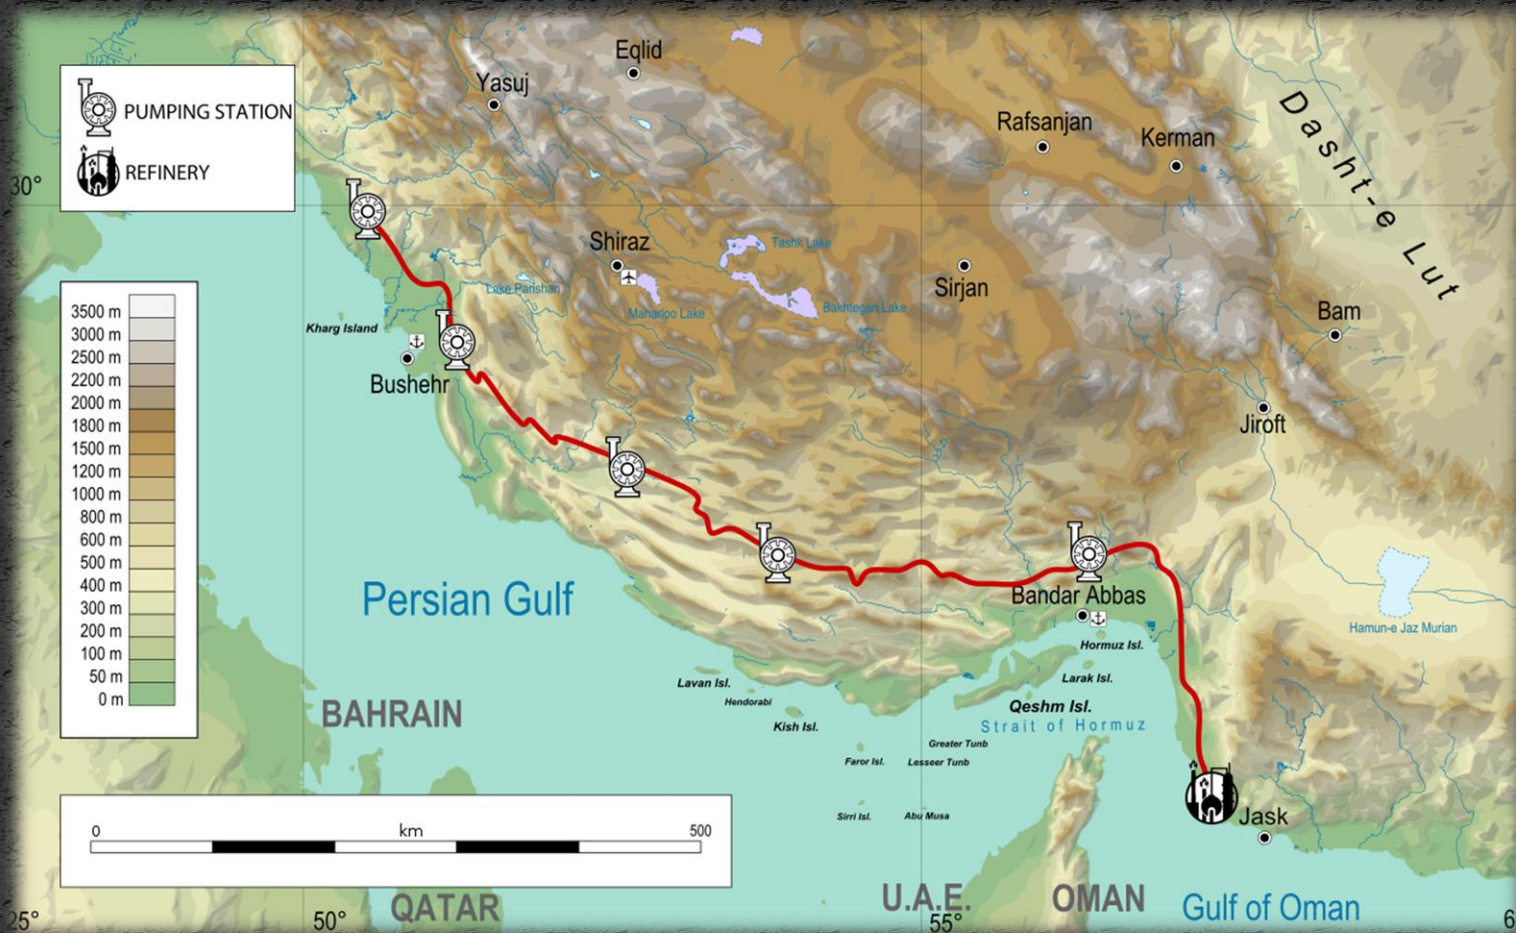 Eqlid
Yasuj
PUMPING STATION
REFINERY
Rafsanjan
Kerman
Dasht-e Lut
30°
Shiraz
Tashk Lake
Lake Parishan
Maharloo Lake
Bakhtegan Lake
Sirjan
Bam
Kharg Island
Bushehr
Jiroft
3500 m
3000 m
2500 m
2200 m
2000 m
1800 m
1500 m
1200 m
1000 m
800 m
600 m
500 m
400 m
300 m
200 m
100 m
50 m
0 m
Persian Gulf
Bandar Abbas
Hamun-e Jaz Murian
Hormuz Isl.
Larak Isl.
Lavan Isl.
Hendorabi
Qeshm Isl.
Kish Isl.
Strait of Hormuz
BAHRAIN
Greater Tunb
Faror Isl.
Lesseer Tunb
Sirri Isl.
Abu Musa
Jask
0 km 500
U.A.E.
OMAN
QATAR
Gulf of Oman
25°
50°
55°
6